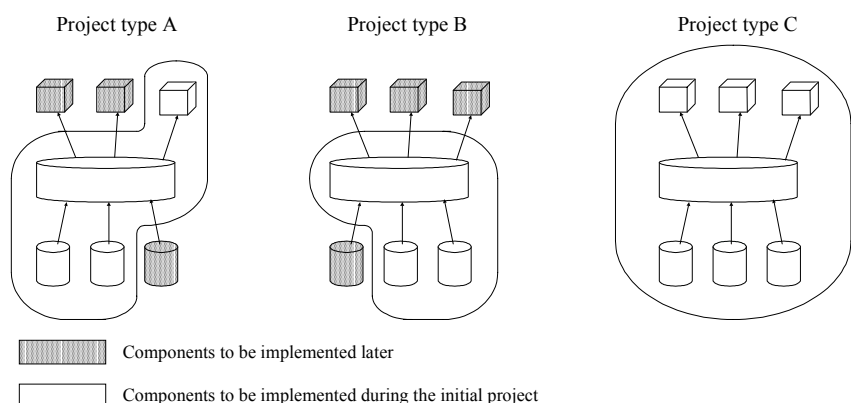 Project type A
Project type B
Project type C
Components to be implemented later
Components to be implemented during the initial project